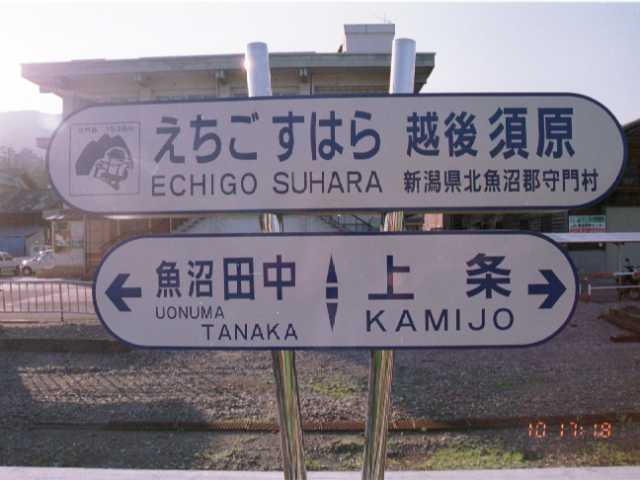 えちご すはら 越後 須原
ECHIGO SUHARA 新潟県北魚沼郡守門村
魚沼田中 上条
UONUMA TANAKA KAMIJO
10 17:18